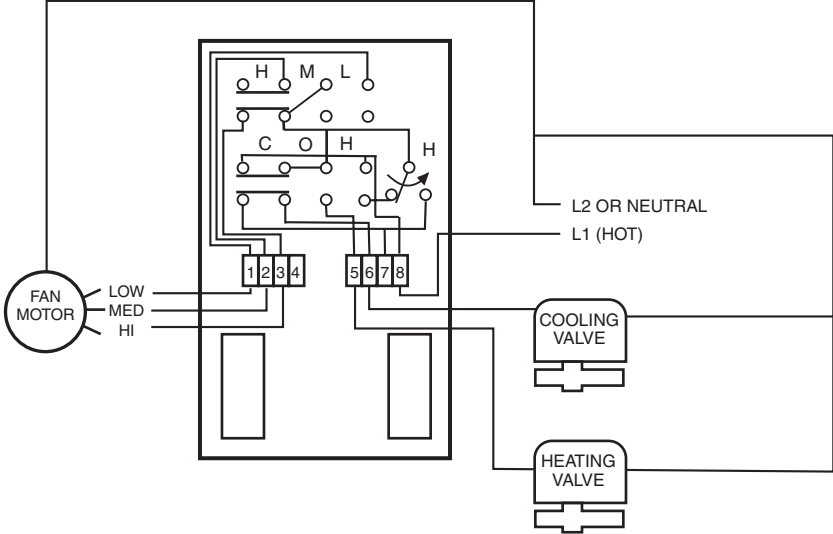 H M L
C O H
H
L2 OR NEUTRAL
L1 (HOT)
1 2 3 4
5 6 7 8
FAN
MOTOR
LOW
MED
HI
COOLING
VALVE
HEATING
VALVE